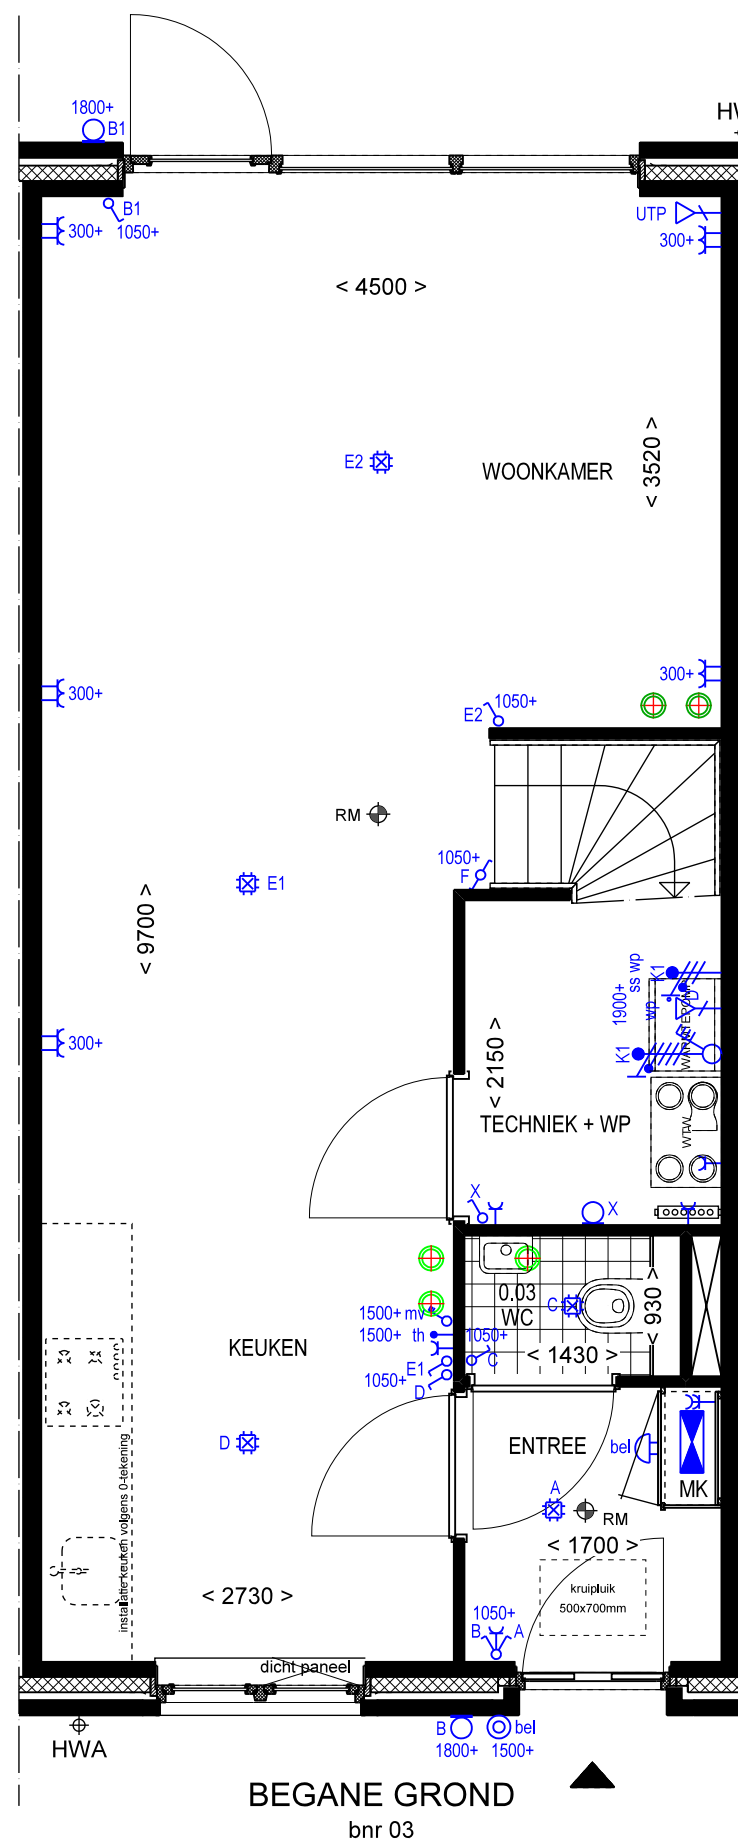 HW
1800+
B1
B1
1050+
300+
UTP
300+
< 4500 >
< 3520 >
E2
WOONKAMER
300+
300+
E2
1050+
RM
1050+
F
E1
< 9700 >
K1
ss wp
1900+
wp
D
WARMTEPOMP
K1
300+
< 2150 >
TECHNIEK + WP
WTW
X
X
0.03
WC
C
< 930 >
1500+ mv
1500+ th
1050+
C
E1
1050+
D
< 1430 >
KEUKEN
installatie keuken volgens 0-tekening
D
ENTREE
bel
MK
A
RM
< 1700 >
kruipluik
500x700mm
< 2730 >
1050+
B
A
dicht paneel
HWA
B
1800+
bel
1500+
BEGANE GROND
bnr 03